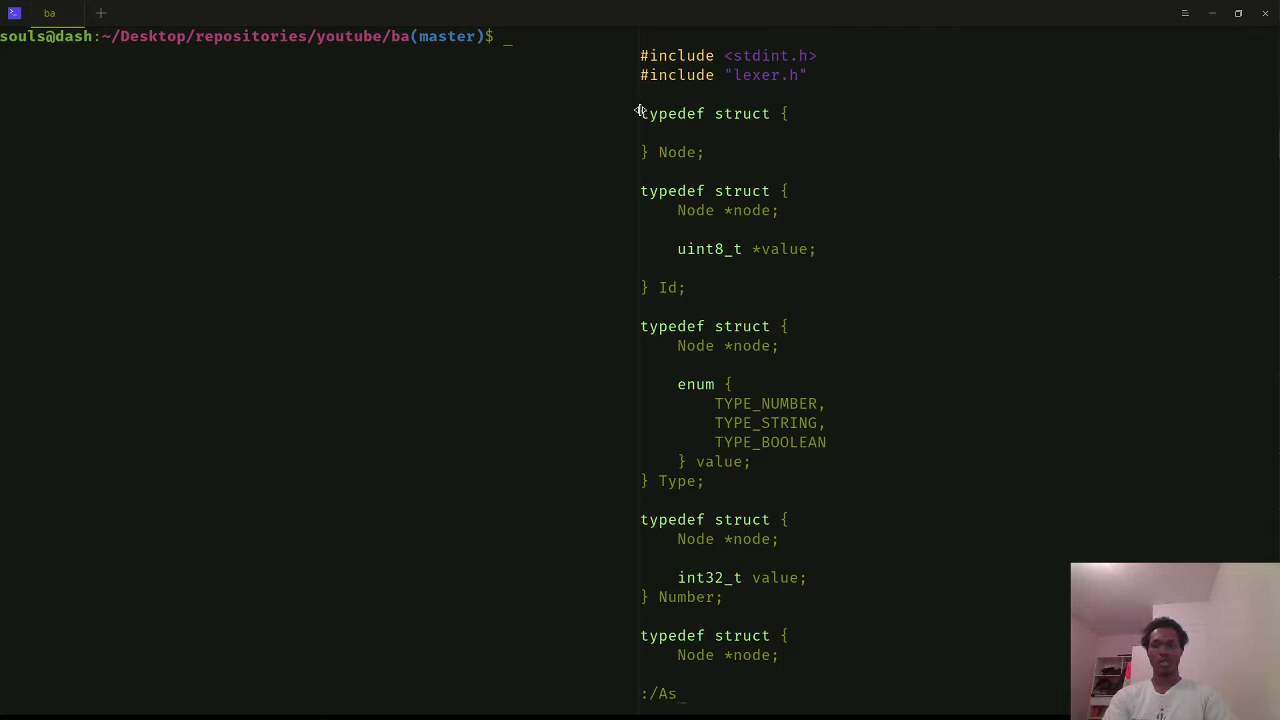 ba
souls@dash:~/Desktop/repositories/youtube/ba(master)$ _
#include <stdint.h>
#include "lexer.h"
typedef struct {
} Node;
typedef struct {
Node *node;
uint8_t *value;
} Id;
typedef struct {
Node *node;
enum {
TYPE_NUMBER,
TYPE_STRING,
TYPE_BOOLEAN
} value;
} Type;
typedef struct {
Node *node;
int32_t value;
} Number;
typedef struct {
Node *node;
:/As_